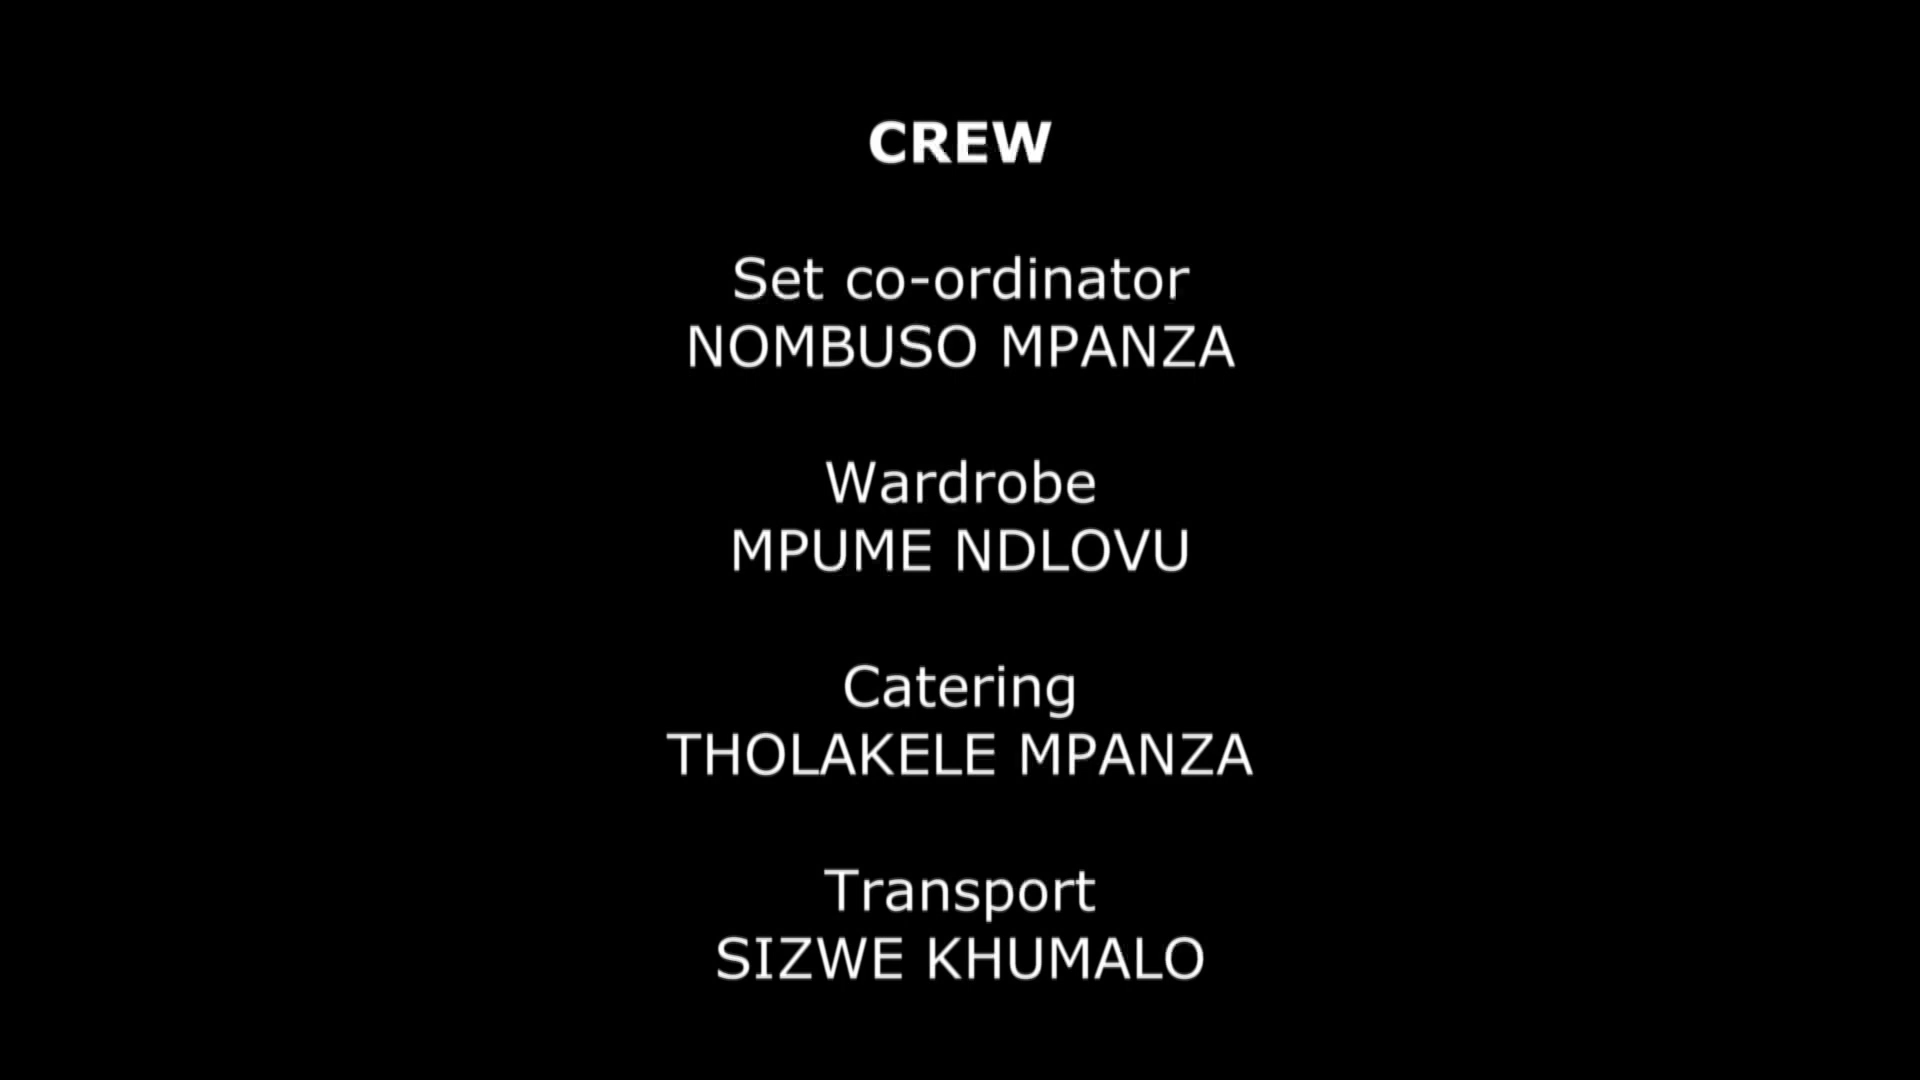 CREW
Set co-ordinator
NOMBUSO MPANZA
Wardrobe
MPUME NDLOVU
Catering
THOLAKELE MPANZA
Transport
SIZWE KHUMALO